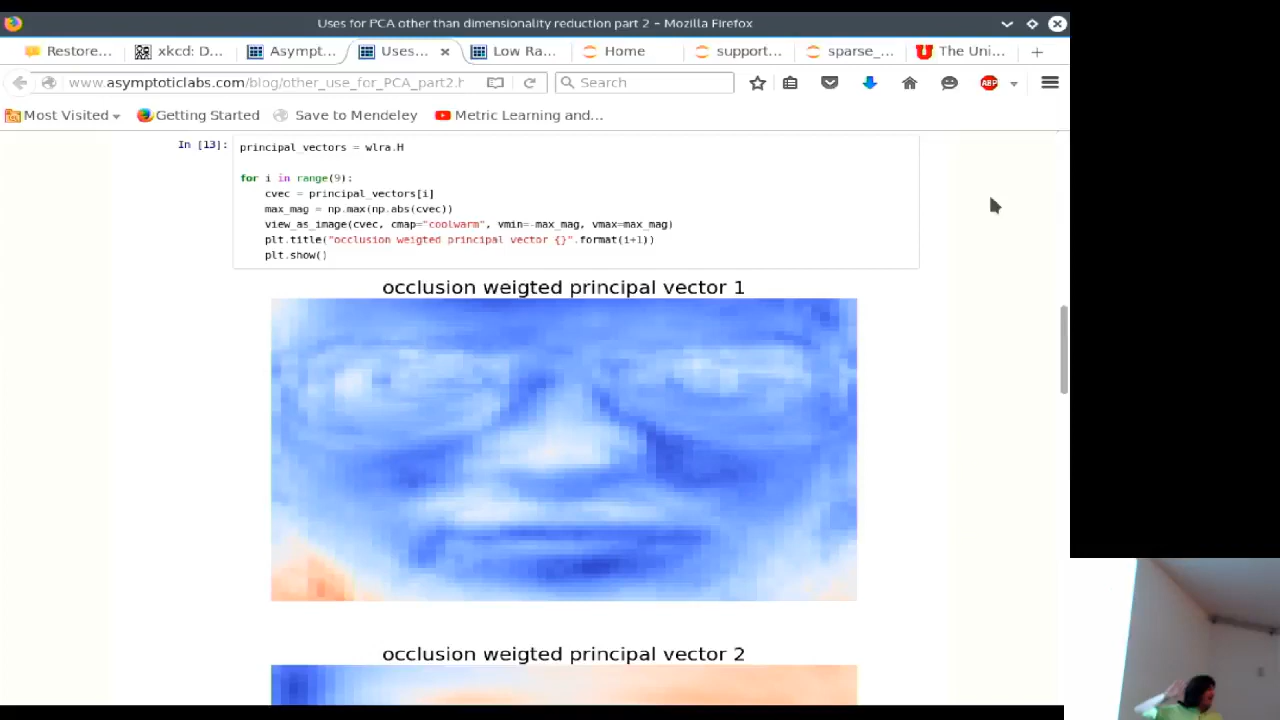 Uses for PCA other than dimensionality reduction part 2 - Mozilla Firefox
Restore...
xkcd: D...
Asympt...
Uses...
Low Ra...
Home
support...
sparse_...
The Uni...
www.asymptoticlabs.com/blog/other_use_for_PCA_part2.h
Search
ABP
Most Visited
Getting Started
Save to Mendeley
Metric Learning and...
In [13]:
principal_vectors = wlra.H
for i in range(9):
cvec = principal_vectors[i]
max_mag = np.max(np.abs(cvec))
view_as_image(cvec, cmap="coolwarm", vmin=-max_mag, vmax=max_mag)
plt.title("occlusion weigted principal vector {}".format(i+1))
plt.show()
occlusion weigted principal vector 1
occlusion weigted principal vector 2